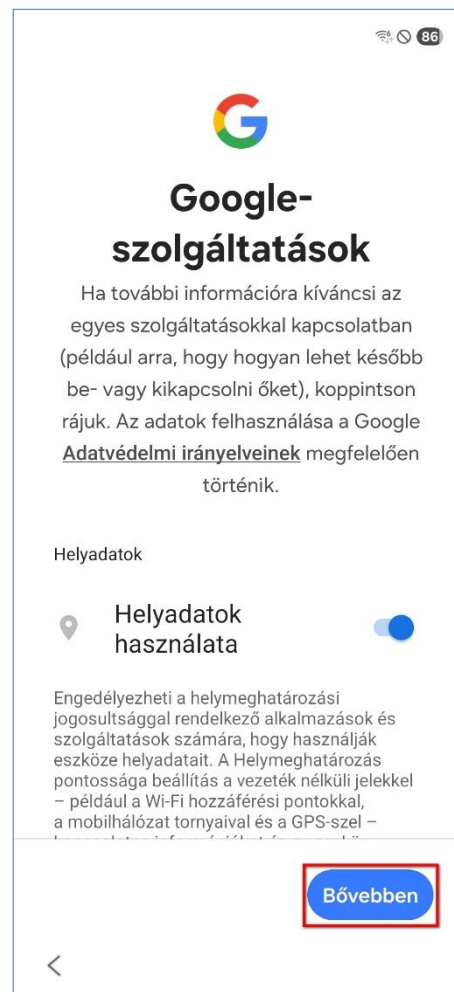 86
Google-
szolgáltatások
Ha további információra kíváncsi az
egyes szolgáltatásokkal kapcsolatban
(például arra, hogy hogyan lehet később
be- vagy kikapcsolni őket), koppintson
rájuk. Az adatok felhasználása a Google
Adatvédelmi irányelveinek megfelelően
történik.
Helyadatok
Helyadatok
használata
Engedélyezheti a helymeghatározási
jogosultsággal rendelkező alkalmazások és
szolgáltatások számára, hogy használják
eszköze helyadatait. A Helymeghatározás
pontossága beállítás a vezeték nélküli jelekkel
– például a Wi-Fi hozzáférési pontokkal,
a mobilhálózat tornyaival és a GPS-szel –
Bővebben